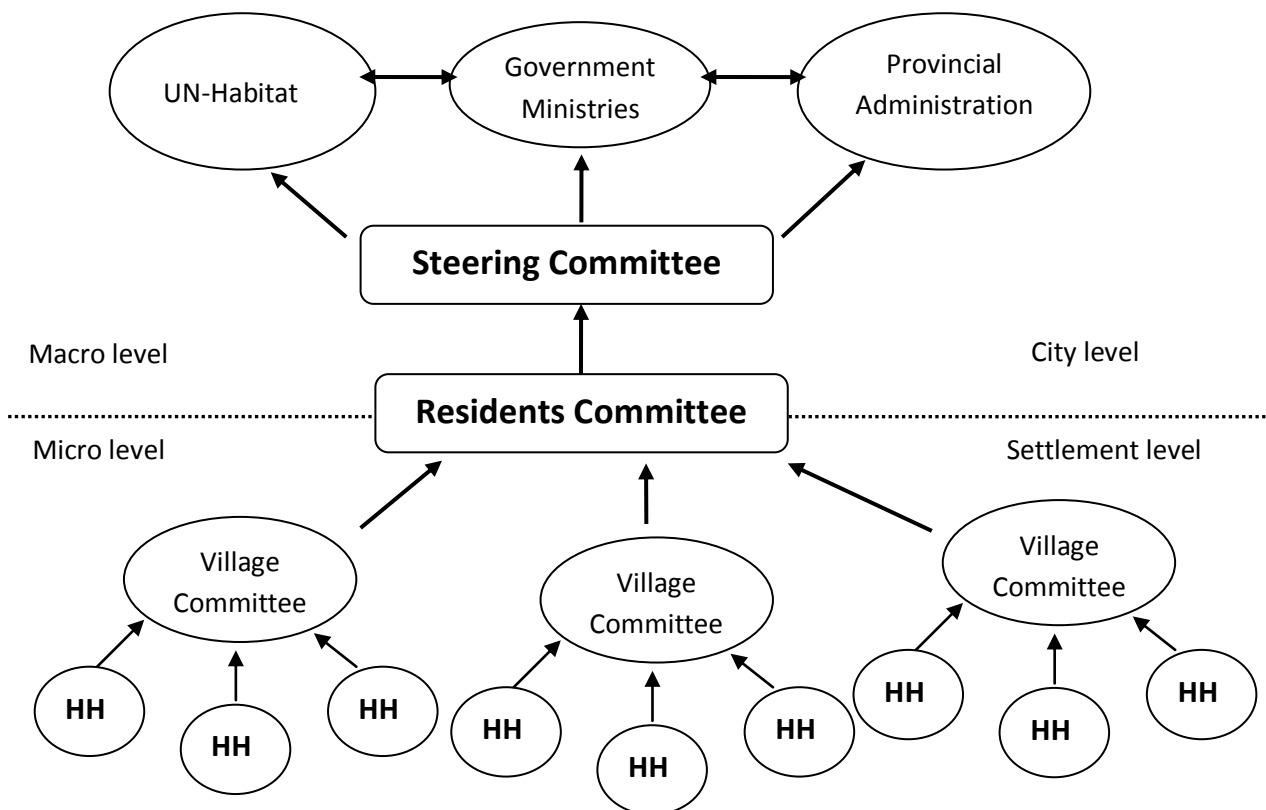 UN-Habitat
Government
Ministries
Provincial
Administration
Steering Committee
Macro level
City level
Residents Committee
Micro level
Settlement level
Village
Committee
Village
Committee
Village
Committee
HH
HH
HH
HH
HH
HH
HH
HH
HH